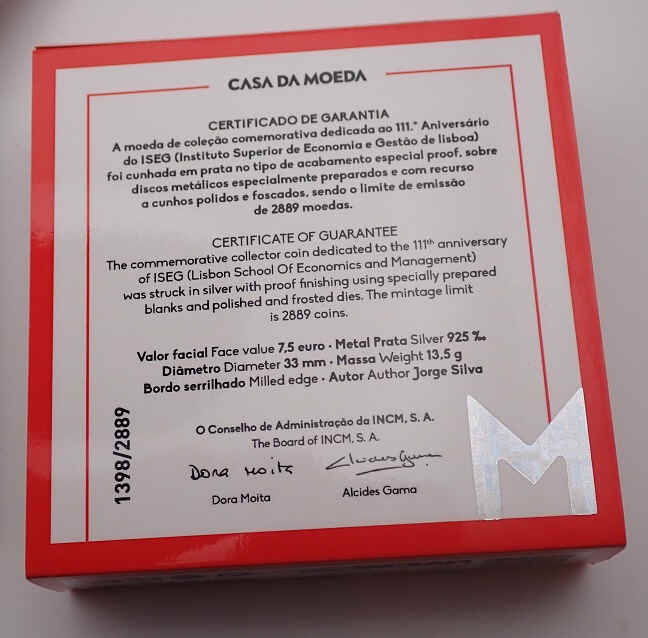 CASA DA MOEDA
CERTIFICADO DE GARANTIA
A moeda de coleção comemorativa dedicada ao 111.° Aniversário
do ISEG (Instituto Superior de Economia e Gestão de lisboa)
foi cunhada em prata no tipo de acabamento especial proof, sobre
discos metálicos especialmente preparados e com recurso
a cunhos polidos e foscados, sendo o limite de emissão
de 2889 moedas.
CERTIFICATE OF GUARANTEE
The commemorative collector coin dedicated to the 111th anniversary
of ISEG (Lisbon School Of Economics and Management)
was struck in silver with proof finishing using specially prepared
blanks and polished and frosted dies. The mintage limit
is 2889 coins.
Valor facial Face value 7,5 euro • Metal Prata Silver 925 ‰
Diâmetro Diameter 33 mm • Massa Weight 13,5 g
Bordo serrilhado Milled edge • Autor Author Jorge Silva
1398/2889
O Conselho de Administração da INCM, S. A.
The Board of INCM, S. A.
Dora Moita
Alcides Gama
Dora Moita
Alcides Gama
M